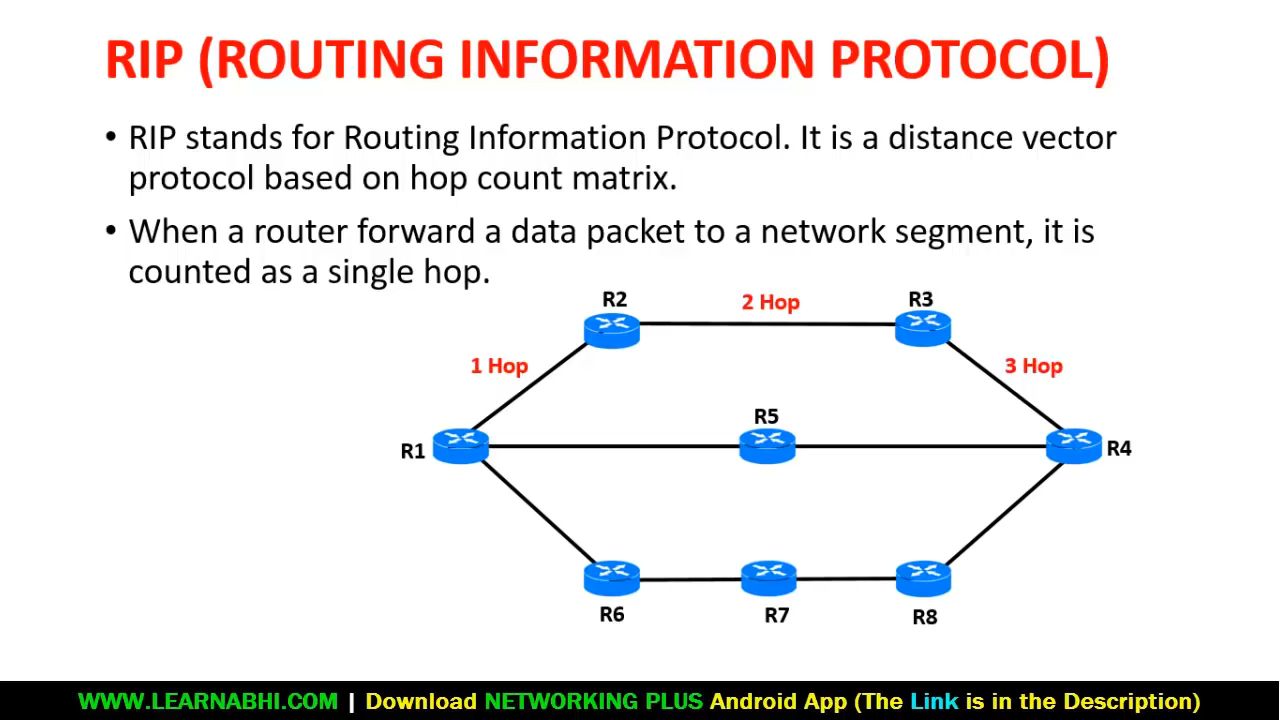 RIP (ROUTING INFORMATION PROTOCOL)
• RIP stands for Routing Information Protocol. It is a distance vector
protocol based on hop count matrix.
• When a router forward a data packet to a network segment, it is
counted as a single hop.
R2
2 Hop
R3
1 Hop
3 Hop
R5
R1
R4
R6
R7
R8
WWW.LEARNABHI.COM | Download NETWORKING PLUS Android App (The Link is in the Description)